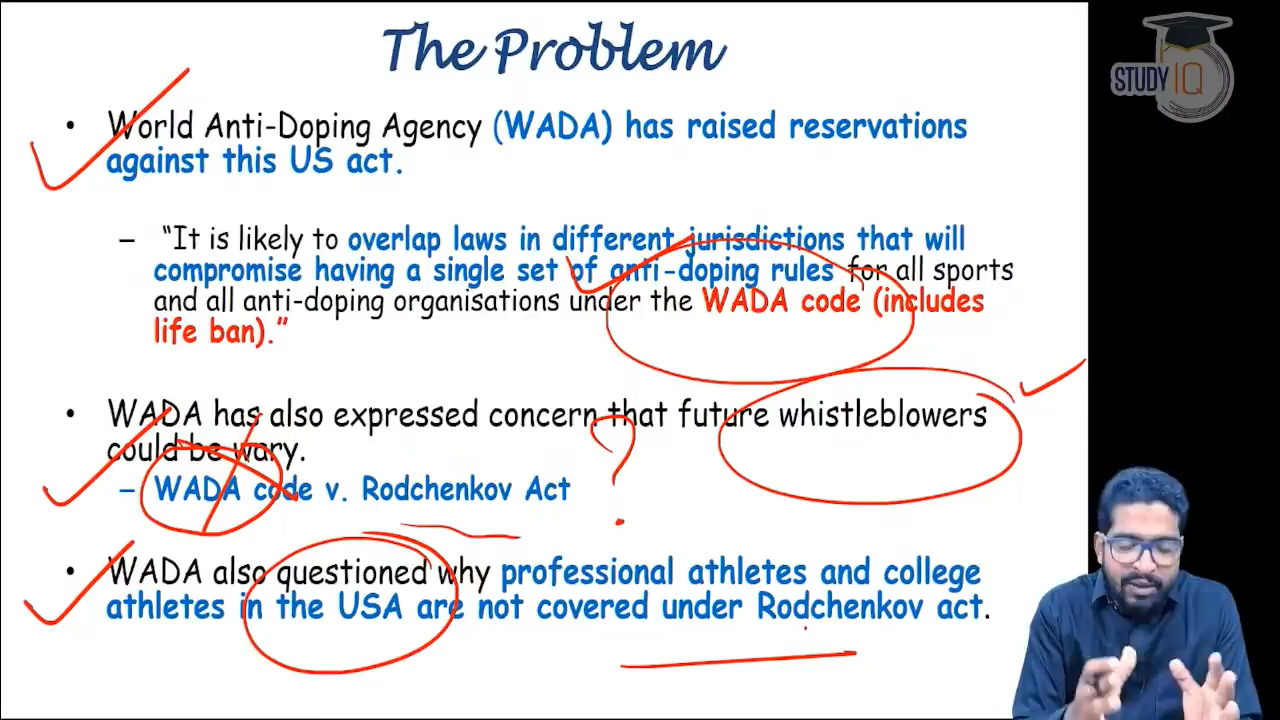 The Problem
STUDY IQ
• World Anti-Doping Agency (WADA) has raised reservations
against this US act.
– “It is likely to overlap laws in different jurisdictions that will
compromise having a single set of anti-doping rules for all sports
and all anti-doping organisations under the WADA code (includes
life ban).”
• WADA has also expressed concern that future whistleblowers
could be wary.
– WADA code v. Rodchenkov Act
?
• WADA also questioned why professional athletes and college
athletes in the USA are not covered under Rodchenkov act.